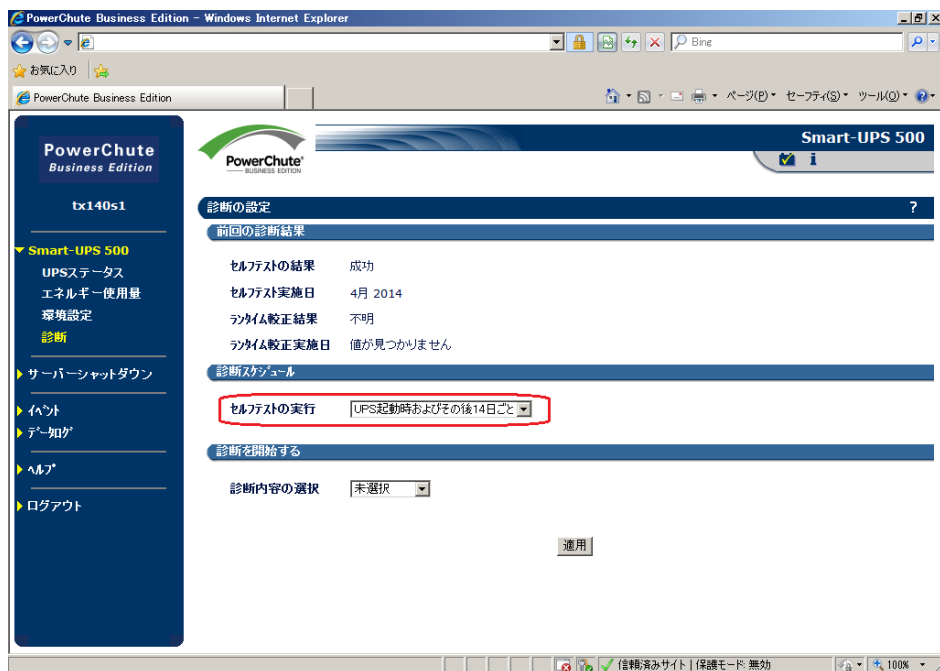 PowerChute Business Edition - Windows Internet Explorer
Bing
お気に入り
PowerChute Business Edition
ページ(P) セーフティ(S) ツール(O)
PowerChute
Business Edition
PowerChute
BUSINESS EDITION
Smart-UPS 500
tx140s1
診断の設定 ?
前回の診断結果
Smart-UPS 500
UPSステータス
エネルギー使用量
環境設定
診断
サーバーシャットダウン
イベント
データログ
ヘルプ
ログアウト
セルフテストの結果 成功
セルフテスト実施日 4月 2014
ランタイム較正結果 不明
ランタイム較正実施日 値が見つかりません
診断スケジュール
セルフテストの実行 UPS起動時およびその後14日ごと
診断を開始する
診断内容の選択 未選択
適用
信頼済みサイト | 保護モード: 無効 100%